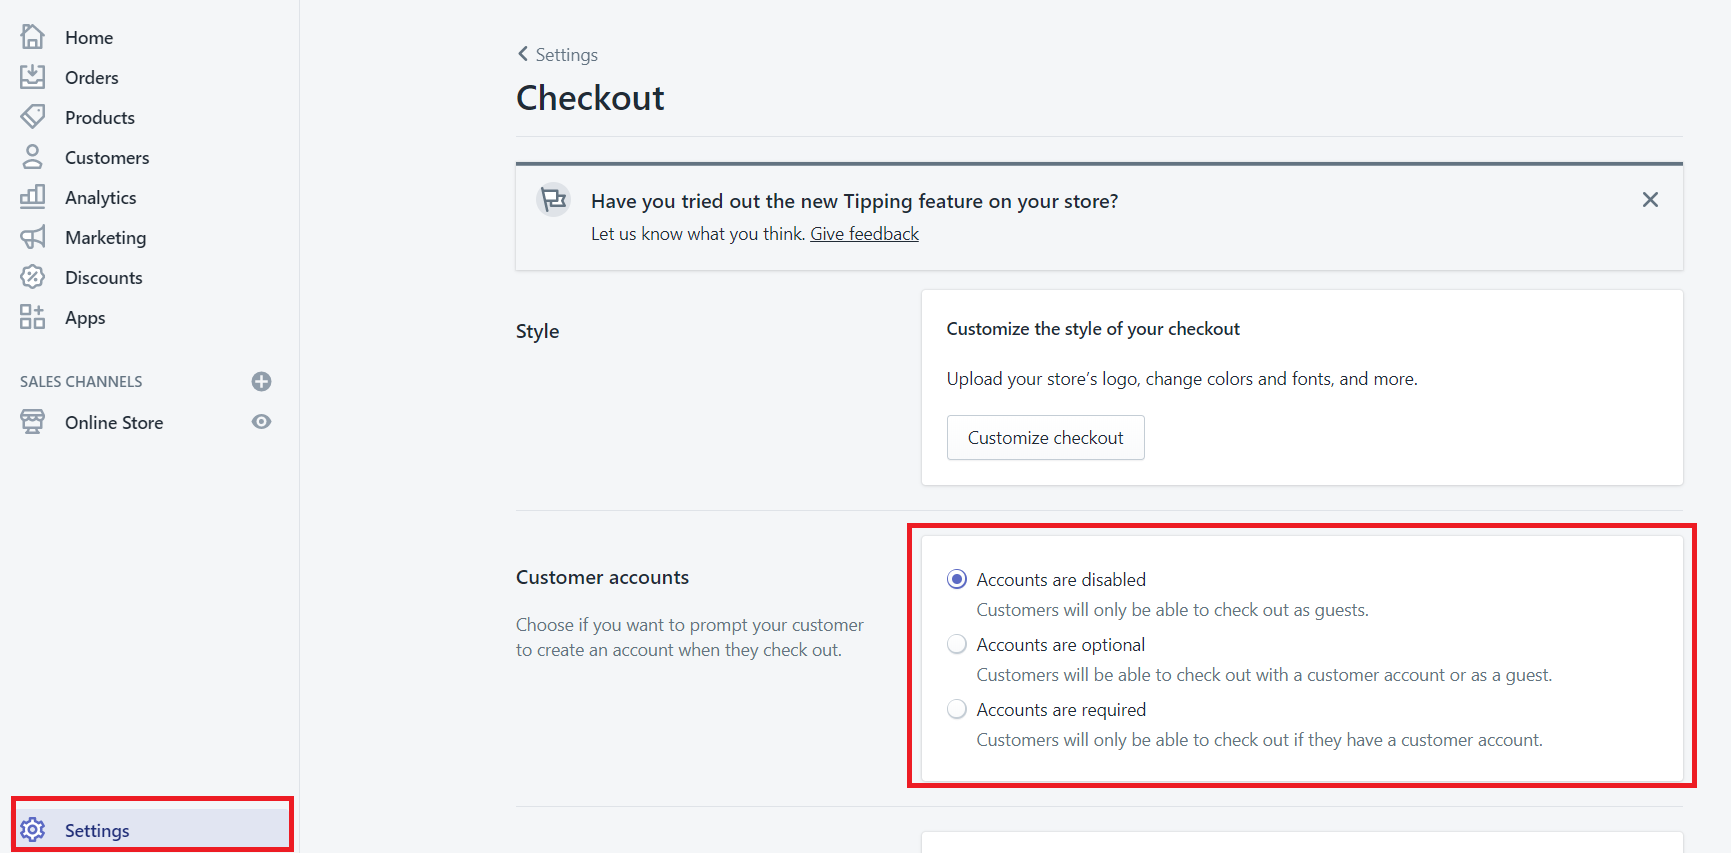 Home
Orders
Products
Customers
Analytics
Marketing
Discounts
Apps
SALES CHANNELS
Online Store
Settings
Settings
Checkout
Have you tried out the new Tipping feature on your store?
Let us know what you think. Give feedback
Style
Customize the style of your checkout
Upload your store’s logo, change colors and fonts, and more.
Customize checkout
Customer accounts
Choose if you want to prompt your customer
to create an account when they check out.
Accounts are disabled
Customers will only be able to check out as guests.
Accounts are optional
Customers will be able to check out with a customer account or as a guest.
Accounts are required
Customers will only be able to check out if they have a customer account.